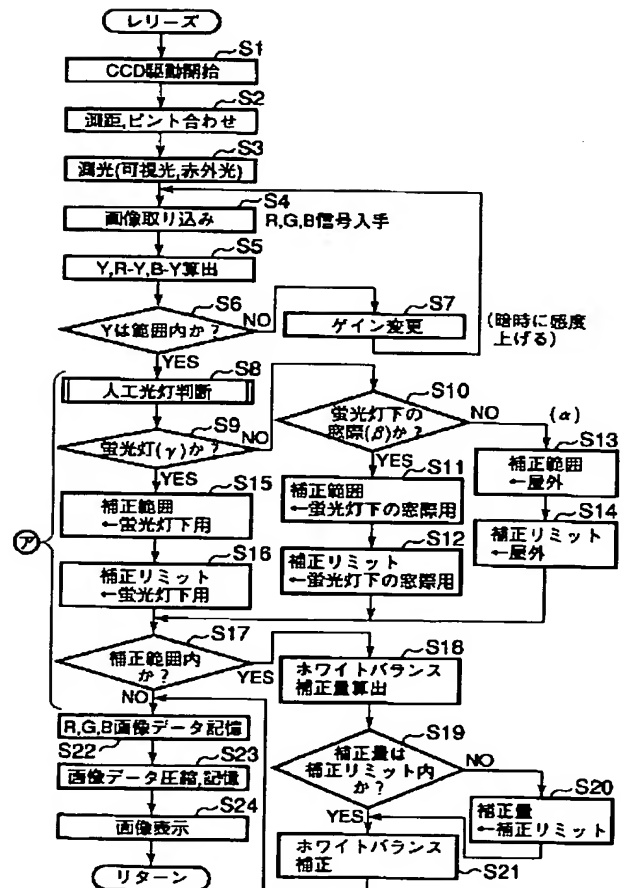 レリーズ
S1
CCD駆動開始
S2
測距,ピント合わせ
S3
測光(可視光,赤外光)
S4
画像取り込み
R,G,B信号入手
S5
Y,R-Y,B-Y算出
S6
Yは範囲内か?
NO
S7
ゲイン変更
(暗時に感度
上げる)
YES
S8
人工光灯判断
S9
蛍光灯(γ)か?
NO
S10
蛍光灯下の
窓際(β)か?
NO
(α)
S13
補正範囲
←屋外
S14
補正リミット
←屋外
YES
S11
補正範囲
←蛍光灯下の窓際用
S12
補正リミット
←蛍光灯下の窓際用
YES
S15
補正範囲
←蛍光灯下用
S16
補正リミット
←蛍光灯下用
ア
S17
補正範囲内
か?
YES
NO
S18
ホワイトバランス
補正量算出
S19
補正量は
補正リミット内
か?
NO
S20
補正量
←補正リミット
YES
ホワイトバランス
補正
S21
R,G,B画像データ記憶
S22
S23
画像データ圧縮,記憶
S24
画像表示
リターン